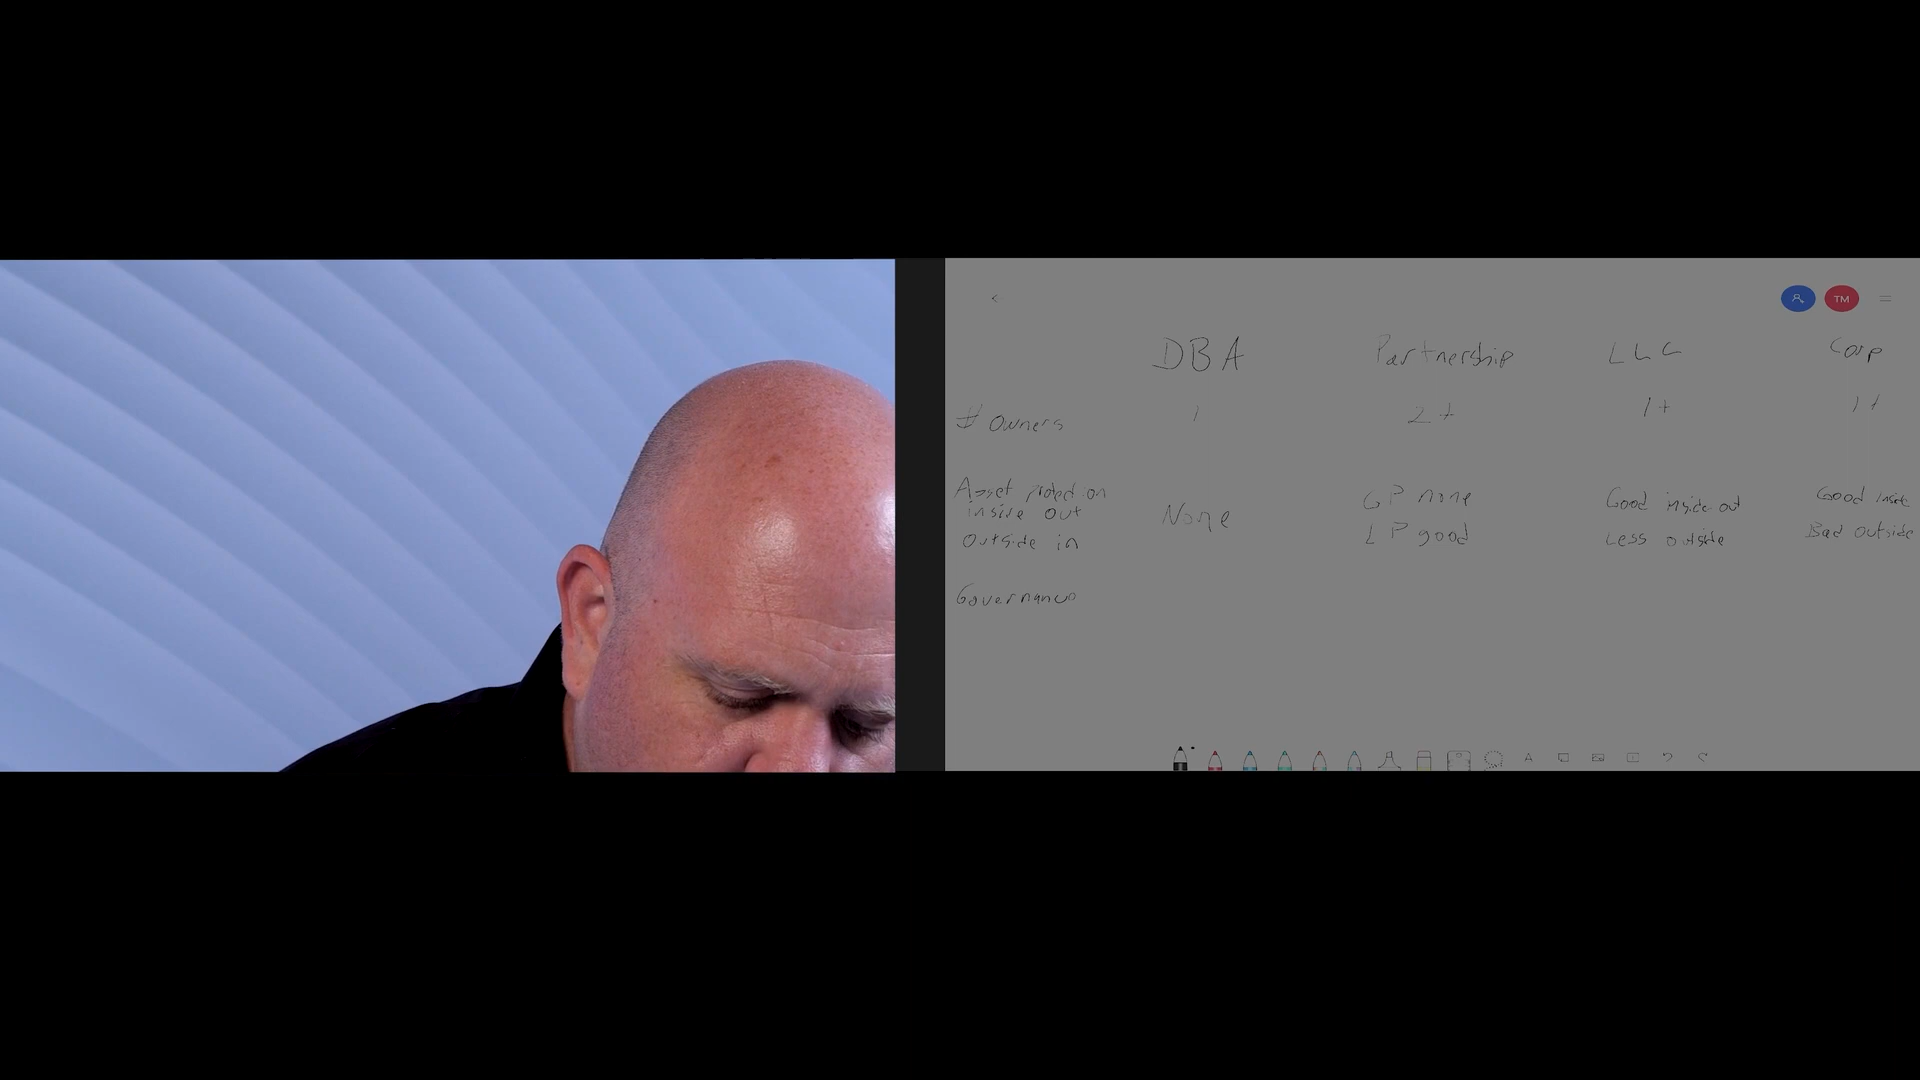 TM
DBA Partnership LLC Corp
# Owners 1 2+ 1+ 1+
Asset protection GP none Good inside out Good inside
inside out None
Outside in LP good Less outside Bad outside
Governance